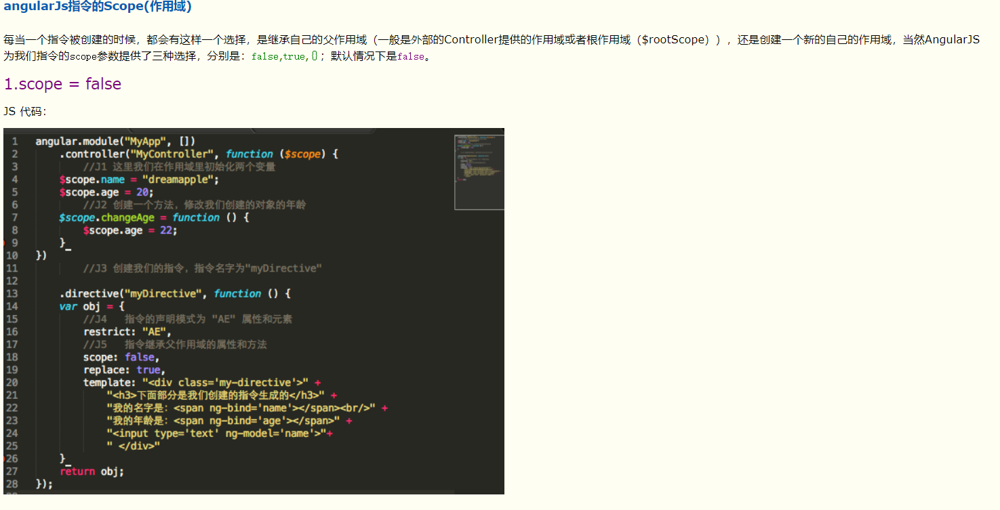 angularJs指令的Scope(作用域)
每当一个指令被创建的时候，都会有这样一个选择，是继承自己的父作用域（一般是外部的Controller提供的作用域或者根作用域（$rootScope）），还是创建一个新的自己的作用域，当然AngularJS
为我们指令的scope参数提供了三种选择，分别是：false,true,{}；默认情况下是false。
1.scope = false
JS 代码：
1 angular.module("MyApp", [])
2 .controller("MyController", function ($scope) {
3 //J1 这里我们在作用域里初始化两个变量
4 $scope.name = "dreamapple";
5 $scope.age = 20;
6 //J2 创建一个方法，修改我们创建的对象的年龄
7 $scope.changeAge = function () {
8 $scope.age = 22;
9 }
10 })
11 //J3 创建我们的指令，指令名字为"myDirective"
12
13 .directive("myDirective", function () {
14 var obj = {
15 //J4 指令的声明模式为 "AE" 属性和元素
16 restrict: "AE",
17 //J5 指令继承父作用域的属性和方法
18 scope: false,
19 replace: true,
20 template: "<div class='my-directive'>" +
21 "<h3>下面部分是我们创建的指令生成的</h3>" +
22 "我的名字是：<span ng-bind='name'></span><br/>" +
23 "我的年龄是：<span ng-bind='age'></span>" +
24 "<input type='text' ng-model='name'>"+
25 " </div>"
26 }
27 return obj;
28 });